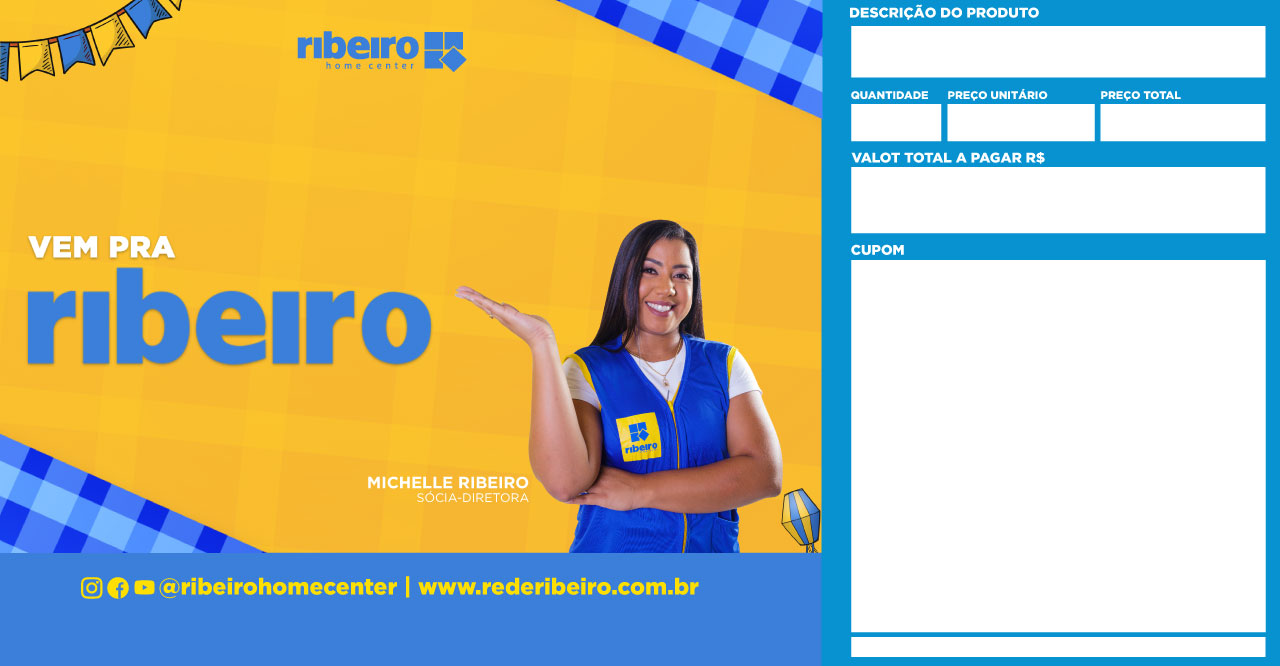 ribeiro
home center
VEM PRA
ribeiro
ribeiro
MICHELLE RIBEIRO
SÓCIA-DIRETORA
@ribeirohomecenter | www.rederibeiro.com.br
DESCRIÇÃO DO PRODUTO
QUANTIDADE PREÇO UNITÁRIO PREÇO TOTAL
VALOT TOTAL A PAGAR R$
CUPOM